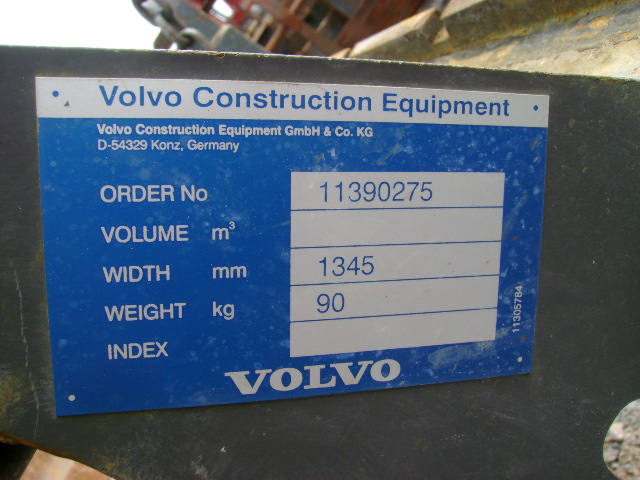 Volvo Construction Equipment
Volvo Construction Equipment GmbH & Co. KG
D-54329 Konz, Germany
ORDER No 11390275
VOLUME m³
WIDTH mm 1345
WEIGHT kg 90
INDEX
11305784
VOLVO